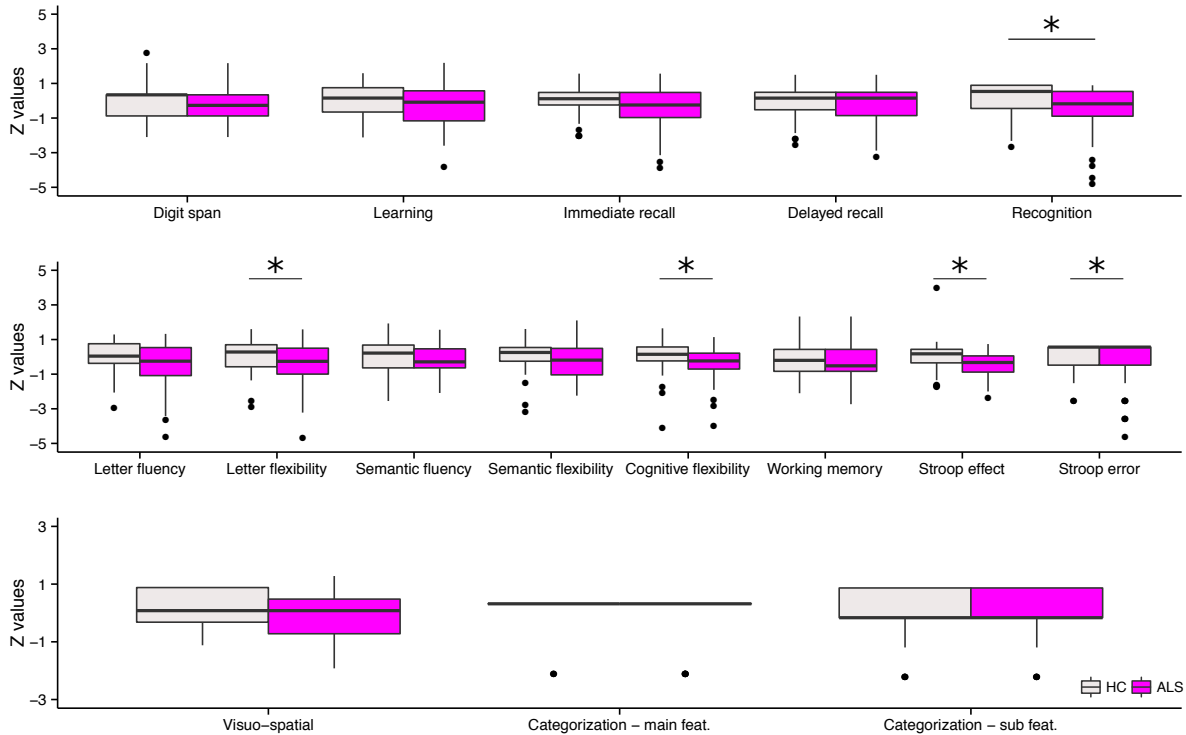 Z values
5
3
1
−1
−3
−5
*
Digit span Learning Immediate recall Delayed recall Recognition
Z values
5
3
1
−1
−3
−5
* * * *
Letter fluency Letter flexibility Semantic fluency Semantic flexibility Cognitive flexibility Working memory Stroop effect Stroop error
Z values
3
1
−1
−3
HC ALS
Visuo−spatial Categorization − main feat. Categorization − sub feat.